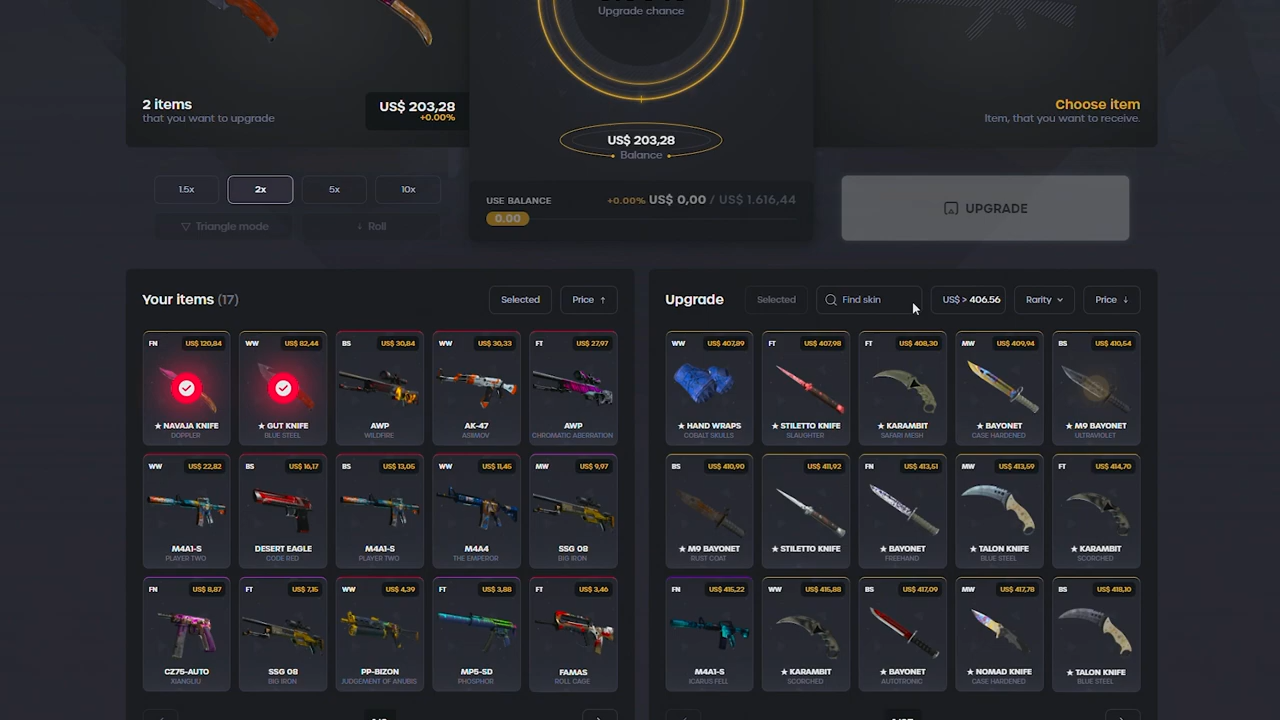 Upgrade chance
2 items
that you want to upgrade
US$ 203,28
+0.00%
US$ 203,28
Balance
Choose item
Item, that you want to receive.
1.5x
2x
5x
10x
Triangle mode
Roll
USE BALANCE
+0.00% US$ 0,00 / US$ 1.616,44
0.00
UPGRADE
Your items (17)
Selected
Price ↑
FN US$ 120,84
★ NAVAJA KNIFE
DOPPLER
WW US$ 82,44
★ GUT KNIFE
BLUE STEEL
BS US$ 30,84
AWP
WILDFIRE
WW US$ 30,33
AK-47
ASIIMOV
FT US$ 27,97
AWP
CHROMATIC ABERRATION
WW US$ 22,82
M4A1-S
PLAYER TWO
BS US$ 16,17
DESERT EAGLE
CODE RED
BS US$ 13,05
M4A1-S
PLAYER TWO
WW US$ 11,45
M4A4
THE EMPEROR
MW US$ 9,97
SSG 08
BIG IRON
FN US$ 8,87
CZ75-AUTO
XIANGLIU
FT US$ 7,15
SSG 08
BIG IRON
WW US$ 4,39
PP-BIZON
JUDGEMENT OF ANUBIS
FT US$ 3,88
MP5-SD
PHOSPHOR
FT US$ 3,46
FAMAS
ROLL CAGE
Upgrade
Selected
Find skin
US$ > 406.56
Rarity
Price ↓
WW US$ 407,89
★ HAND WRAPS
COBALT SKULLS
FT US$ 407,98
★ STILETTO KNIFE
SLAUGHTER
FT US$ 408,30
★ KARAMBIT
SAFARI MESH
MW US$ 409,94
★ BAYONET
CASE HARDENED
BS US$ 410,54
★ M9 BAYONET
ULTRAVIOLET
BS US$ 410,90
★ M9 BAYONET
RUST COAT
US$ 411,92
★ STILETTO KNIFE
FN US$ 413,51
★ BAYONET
FREEHAND
MW US$ 413,59
★ TALON KNIFE
BLUE STEEL
FT US$ 414,70
★ KARAMBIT
SCORCHED
FN US$ 415,22
M4A1-S
ICARUS FELL
WW US$ 415,88
★ KARAMBIT
SCORCHED
BS US$ 417,09
★ BAYONET
AUTOTRONIC
MW US$ 417,78
★ NOMAD KNIFE
CASE HARDENED
BS US$ 418,10
★ TALON KNIFE
BLUE STEEL